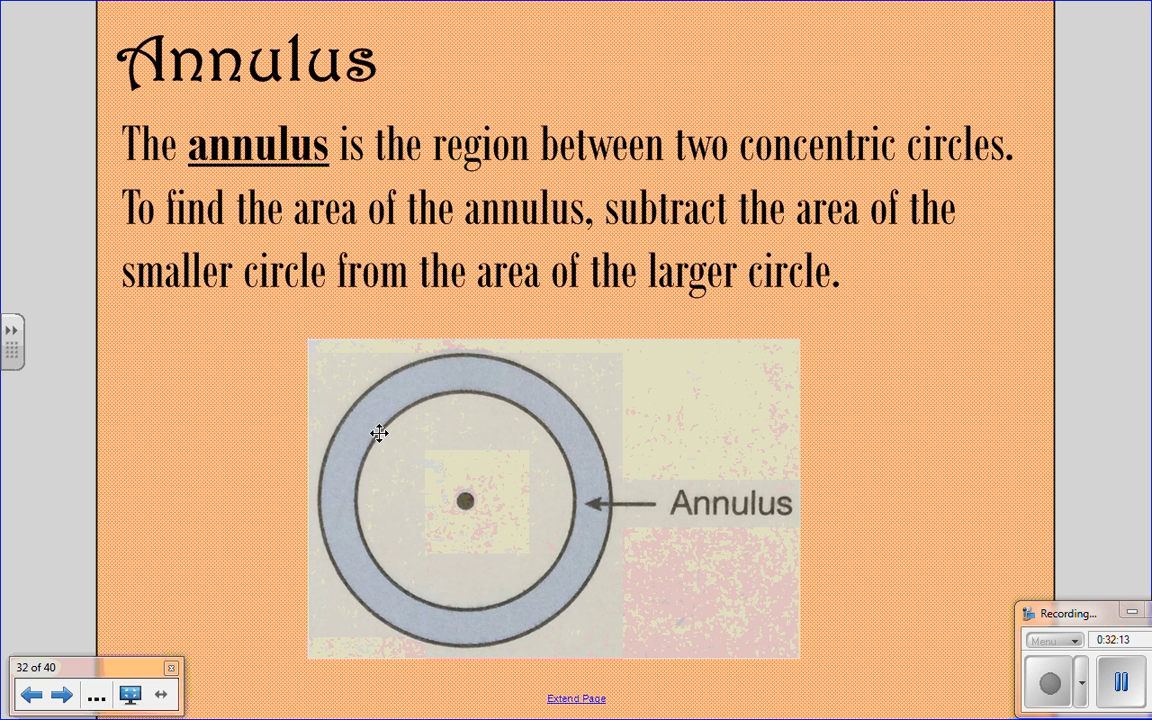 Annulus
The annulus is the region between two concentric circles.
To find the area of the annulus, subtract the area of the
smaller circle from the area of the larger circle.
Annulus
Recording...
Menu
0:32:13
32 of 40
...
Extend Page